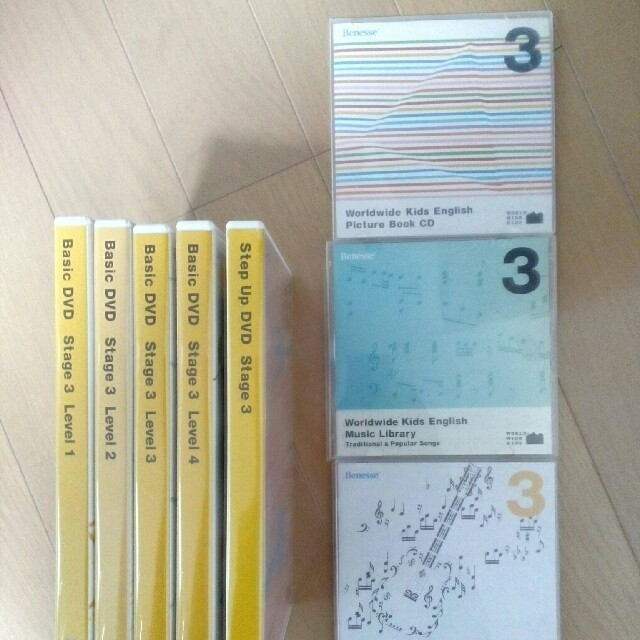 Basic DVD Stage 3 Level 1
Basic DVD Stage 3 Level 2
Basic DVD Stage 3 Level 3
Basic DVD Stage 3 Level 4
Step Up DVD Stage 3
Benesse
3
Worldwide Kids English
Picture Book CD
WORLD
WIDE
KIDS
Benesse
3
Worldwide Kids English
Music Library
Traditional & Popular Songs
WORLD
WIDE
KIDS
Benesse
3